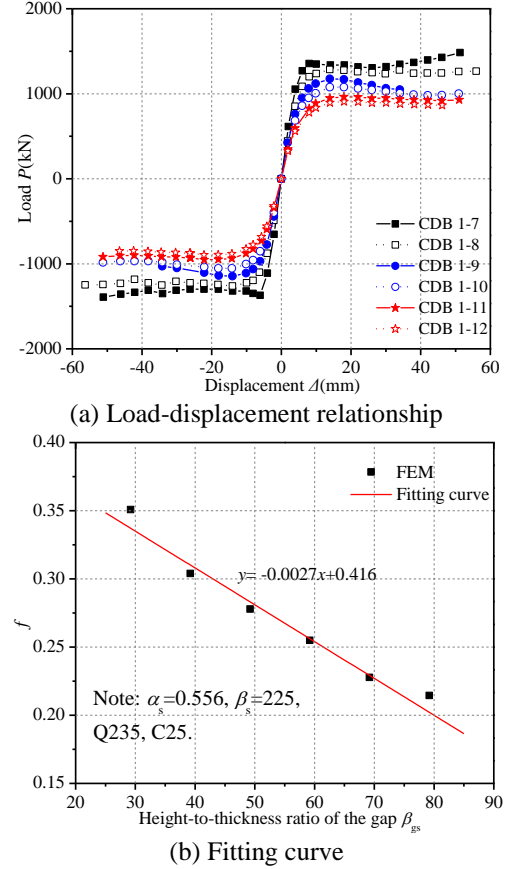 2000
1000
0
-1000
-2000
Load P(kN)
CDB 1-7
CDB 1-8
CDB 1-9
CDB 1-10
CDB 1-11
CDB 1-12
-60 -40 -20 0 20 40 60
Displacement Δ(mm)
(a) Load-displacement relationship
0.40
0.35
0.30
0.25
0.20
0.15
f
FEM
Fitting curve
y= -0.0027x+0.416
Note: αs=0.556, βs=225,
Q235, C25.
20 30 40 50 60 70 80 90
Height-to-thickness ratio of the gap βgs
(b) Fitting curve